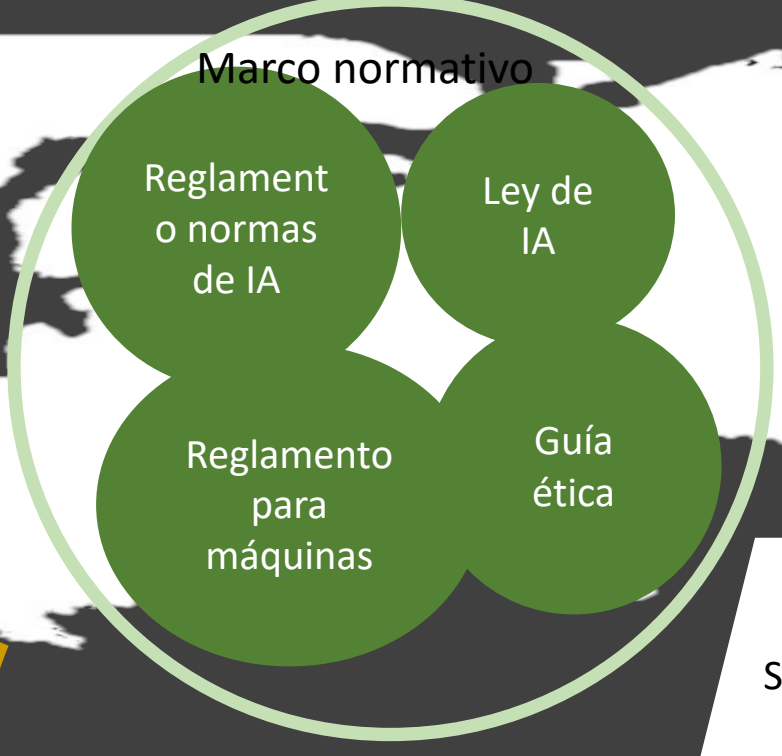 Marco normativo
Reglament
o normas
de IA
Ley de
IA
Reglamento
para
máquinas
Guía
ética
S